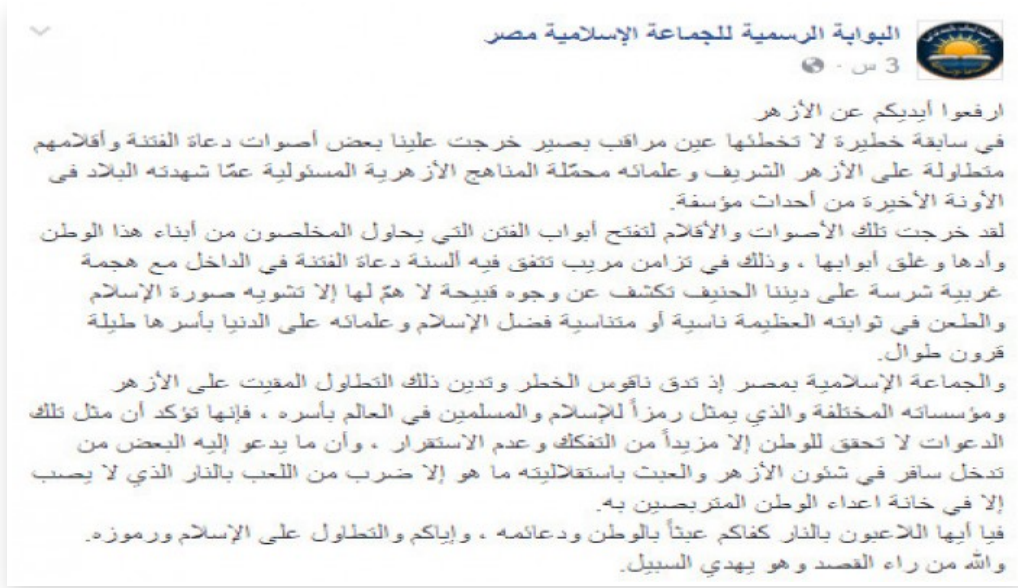 البوابة الرسمية للجماعة الإسلامية مصر
3 س ·
ارفعوا أيديكم عن الأزهر
في سابقة خطيرة لا تخطئها عين مراقب بصير خرجت علينا بعض أصوات دعاة الفتنة وأقلامهم
متطاولة على الأزهر الشريف وعلمائه محمّلة المناهج الأزهرية المسئولية عمّا شهدته البلاد في
الأونة الأخيرة من أحداث مؤسفة.
لقد خرجت تلك الأصوات والأقلام لتفتح أبواب الفتن التي يحاول المخلصون من أبناء هذا الوطن
وأدها وغلق أبوابها ، وذلك في تزامن مريب تتفق فيه ألسنة دعاة الفتنة في الداخل مع هجمة
غربية شرسة على ديننا الحنيف تكشف عن وجوه قبيحة لا همّ لها إلا تشويه صورة الإسلام
والطعن في ثوابته العظيمة ناسية أو متناسية فضل الإسلام وعلمائه على الدنيا بأسرها طيلة
قرون طوال.
والجماعة الإسلامية بمصر إذ تدق ناقوس الخطر وتدين ذلك التطاول المقيت على الأزهر
ومؤسساته المختلفة والذي يمثل رمزاً للإسلام والمسلمين في العالم بأسره ، فإنها تؤكد أن مثل تلك
الدعوات لا تحقق للوطن إلا مزيداً من التفكك وعدم الاستقرار ، وأن ما يدعو إليه البعض من
تدخل سافر في شئون الأزهر والعبث باستقلاليته ما هو إلا ضرب من اللعب بالنار الذي لا يصب
إلا في خانة اعداء الوطن المتربصين به.
فيا أيها اللاعبون بالنار كفاكم عبثاً بالوطن ودعائمه ، وإياكم والتطاول على الإسلام ورموزه.
والله من راء القصد وهو يهدي السبيل.